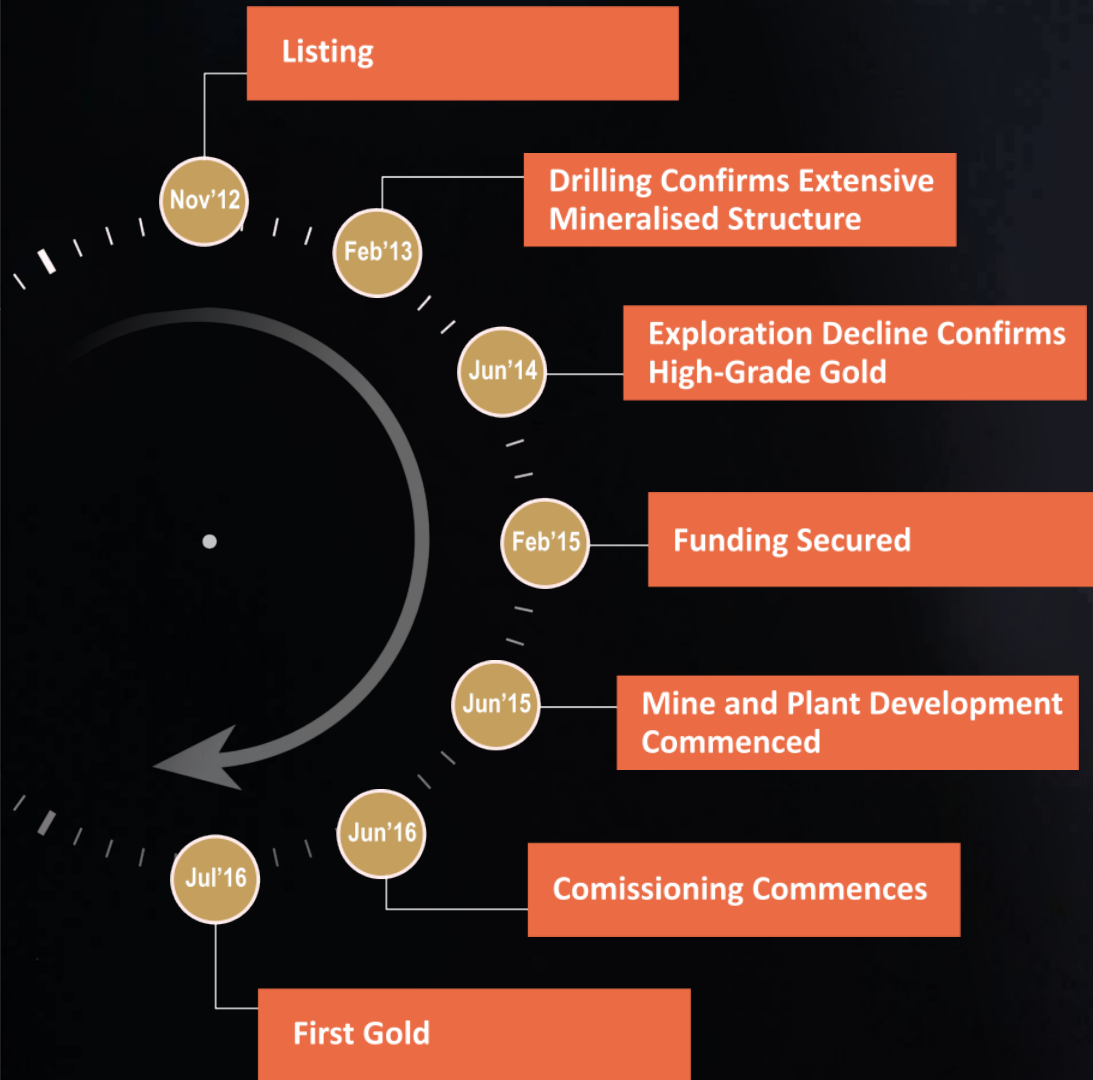 Listing
Nov’12
Drilling Confirms Extensive
Mineralised Structure
Feb’13
Exploration Decline Confirms
High-Grade Gold
Jun’14
Feb’15
Funding Secured
Jun’15
Mine and Plant Development
Commenced
Jun’16
Comissioning Commences
Jul’16
First Gold